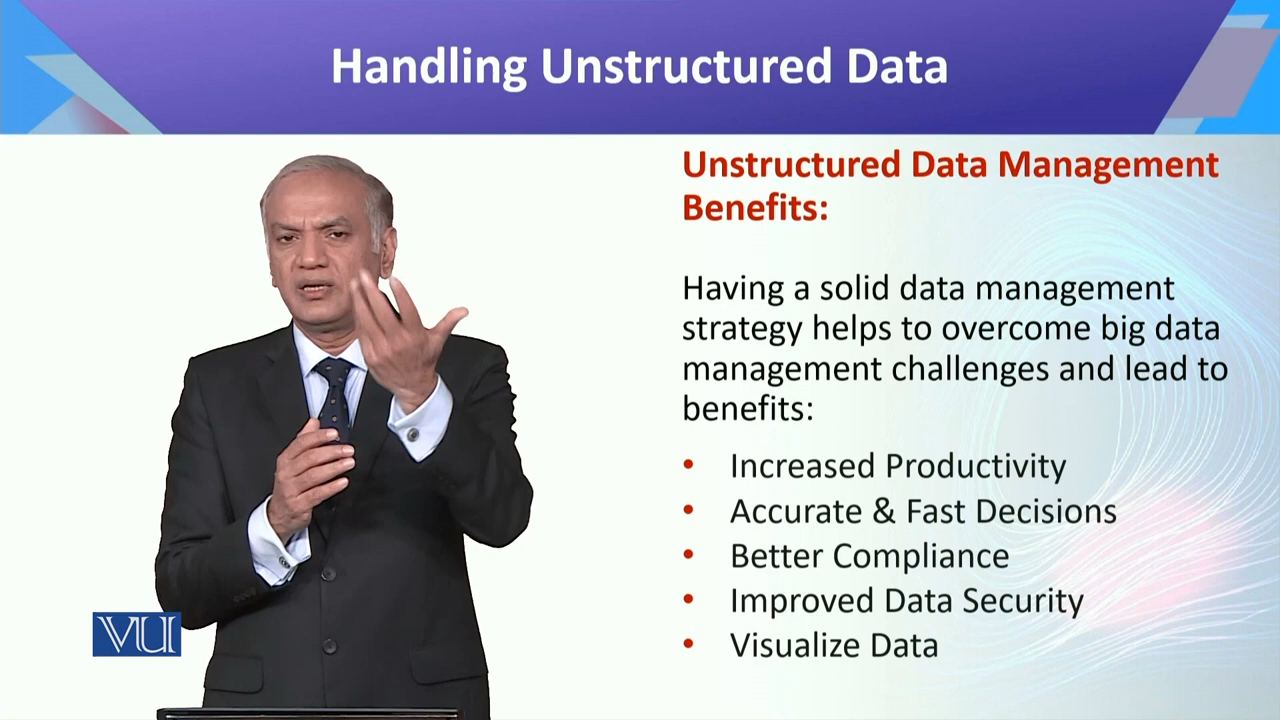 Handling Unstructured Data
Unstructured Data Management
Benefits:
Having a solid data management
strategy helps to overcome big data
management challenges and lead to
benefits:
• Increased Productivity
• Accurate & Fast Decisions
• Better Compliance
• Improved Data Security
• Visualize Data
VU